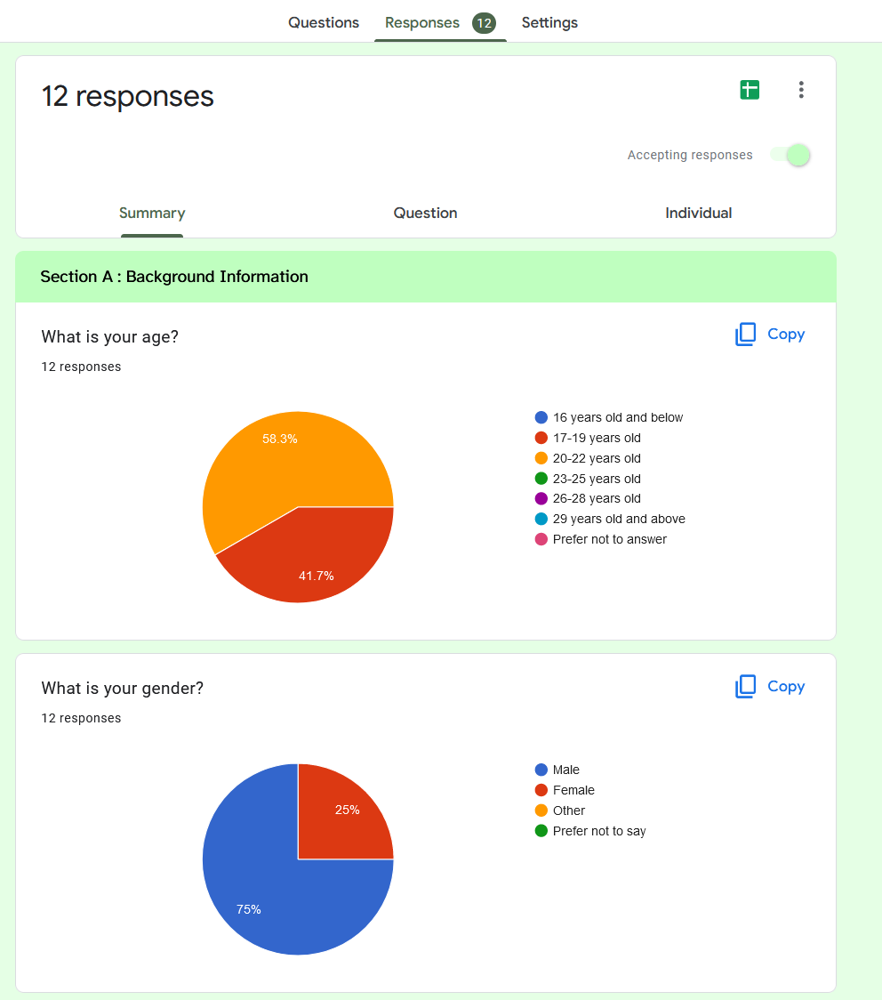 Questions
Responses 12
Settings
12 responses
Accepting responses
Summary
Question
Individual
Section A : Background Information
What is your age?
Copy
12 responses
58.3%
41.7%
16 years old and below
17-19 years old
20-22 years old
23-25 years old
26-28 years old
29 years old and above
Prefer not to answer
What is your gender?
Copy
12 responses
25%
75%
Male
Female
Other
Prefer not to say